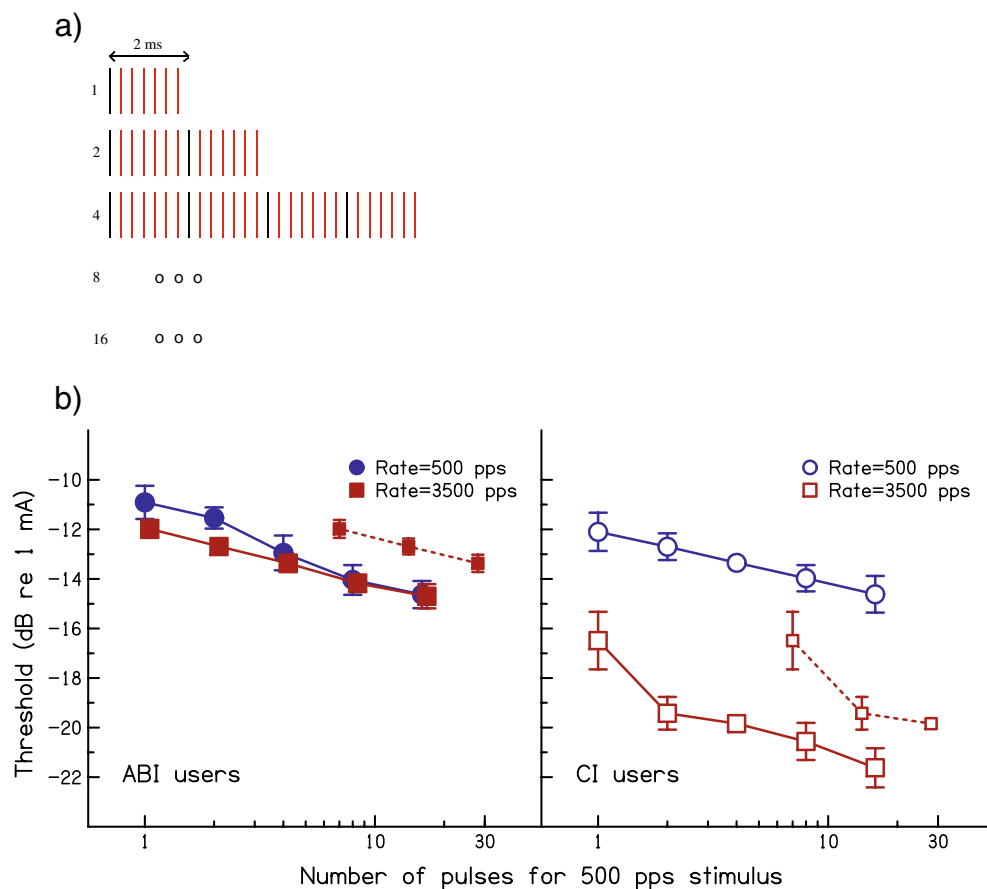 a)
2 ms
1
2
4
8 o o o
16 o o o
b)
Threshold (dB re 1 mA)
-10
-12
-14
-16
-18
-20
-22
Rate=500 pps
Rate=3500 pps
ABI users
1 10 30
Rate=500 pps
Rate=3500 pps
CI users
1 10 30
Number of pulses for 500 pps stimulus